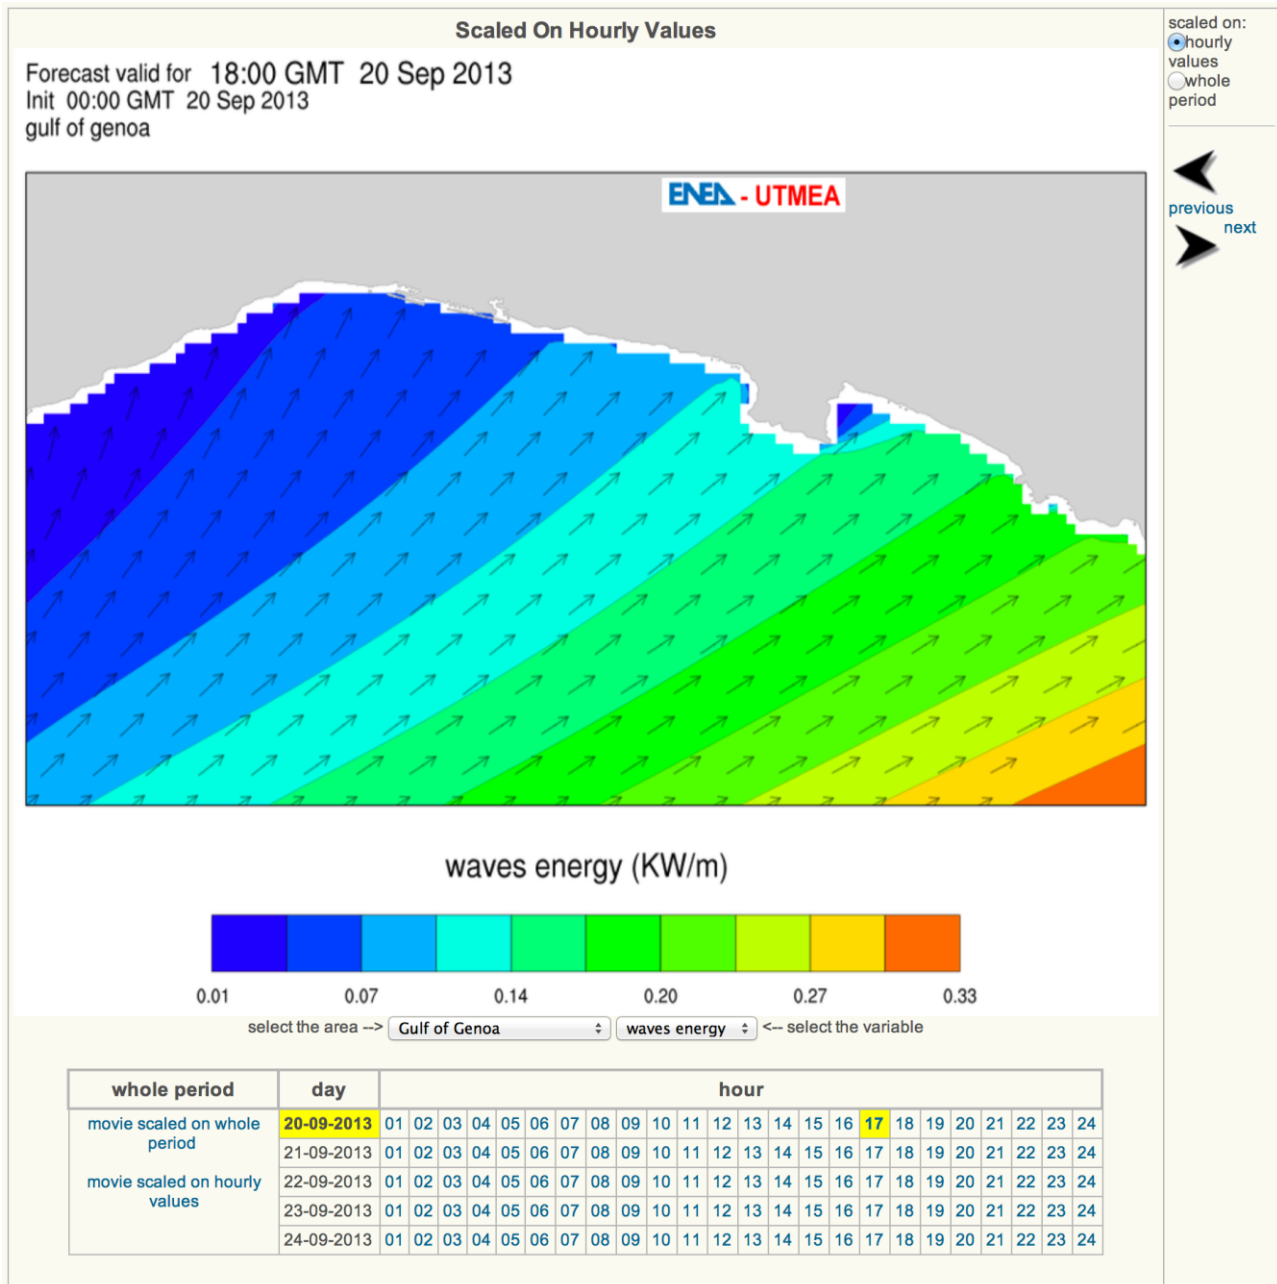 Scaled On Hourly Values
scaled on:
hourly
values
whole
period
previous
next
Forecast valid for 18:00 GMT 20 Sep 2013
Init 00:00 GMT 20 Sep 2013
gulf of genoa
ENEA - UTMEA
waves energy (KW/m)
0.01 0.07 0.14 0.20 0.27 0.33
select the area --> Gulf of Genoa waves energy <-- select the variable
whole period day hour
movie scaled on whole
period
movie scaled on hourly
values
20-09-2013 01 02 03 04 05 06 07 08 09 10 11 12 13 14 15 16 17 18 19 20 21 22 23 24
21-09-2013 01 02 03 04 05 06 07 08 09 10 11 12 13 14 15 16 17 18 19 20 21 22 23 24
22-09-2013 01 02 03 04 05 06 07 08 09 10 11 12 13 14 15 16 17 18 19 20 21 22 23 24
23-09-2013 01 02 03 04 05 06 07 08 09 10 11 12 13 14 15 16 17 18 19 20 21 22 23 24
24-09-2013 01 02 03 04 05 06 07 08 09 10 11 12 13 14 15 16 17 18 19 20 21 22 23 24